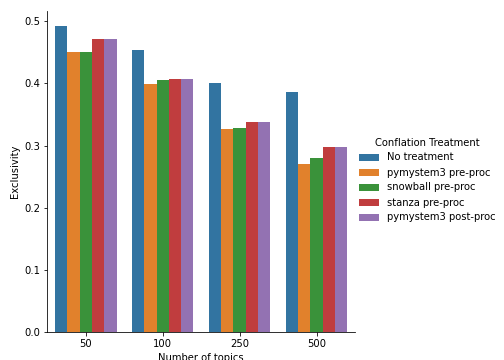 0.5
0.4
0.3
0.2
0.1
0.0
Exclusivity
50 100 250 500
Number of topics
Conflation Treatment
No treatment
pymystem3 pre-proc
snowball pre-proc
stanza pre-proc
pymystem3 post-proc